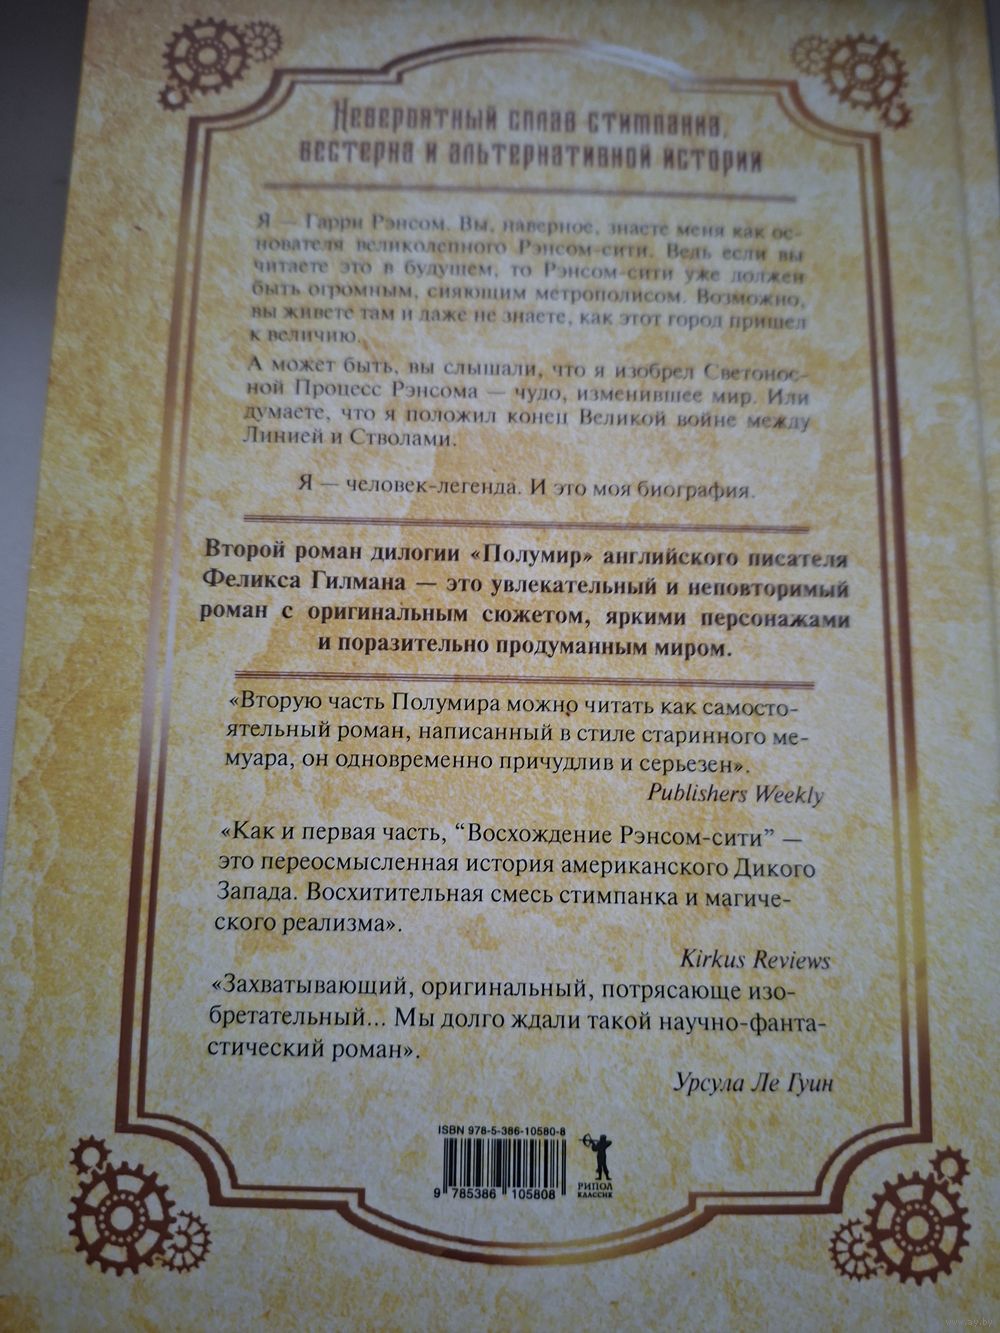 Невероятный сплав стимпанка,
вестерна и альтернативной истории
Я — Гарри Рэнсом. Вы, наверное, знаете меня как ос-
нователя великолепного Рэнсом-сити. Ведь если вы
читаете это в будущем, то Рэнсом-сити уже должен
быть огромным, сияющим метрополисом. Возможно,
вы живете там и даже не знаете, как этот город пришел
к величию.
А может быть, вы слышали, что я изобрел Светонос-
ной Процесс Рэнсома — чудо, изменившее мир. Или
думаете, что я положил конец Великой войне между
Линией и Стволами.
Я — человек-легенда. И это моя биография.
Второй роман дилогии «Полумир» английского писателя
Феликса Гилмана — это увлекательный и неповторимый
роман с оригинальным сюжетом, яркими персонажами
и поразительно продуманным миром.
«Вторую часть Полумира можно читать как самосто-
ятельный роман, написанный в стиле старинного ме-
муара, он одновременно причудлив и серьезен».
Publishers Weekly
«Как и первая часть, “Восхождение Рэнсом-сити” —
это переосмысленная история американского Дикого
Запада. Восхитительная смесь стимпанка и магиче-
ского реализма».
Kirkus Reviews
«Захватывающий, оригинальный, потрясающе изо-
бретательный... Мы долго ждали такой научно-фанта-
стический роман».
Урсула Ле Гуин
ISBN 978-5-386-10580-8
9 785386 105808
РИПОЛ
КЛАССИК
www.ay.by